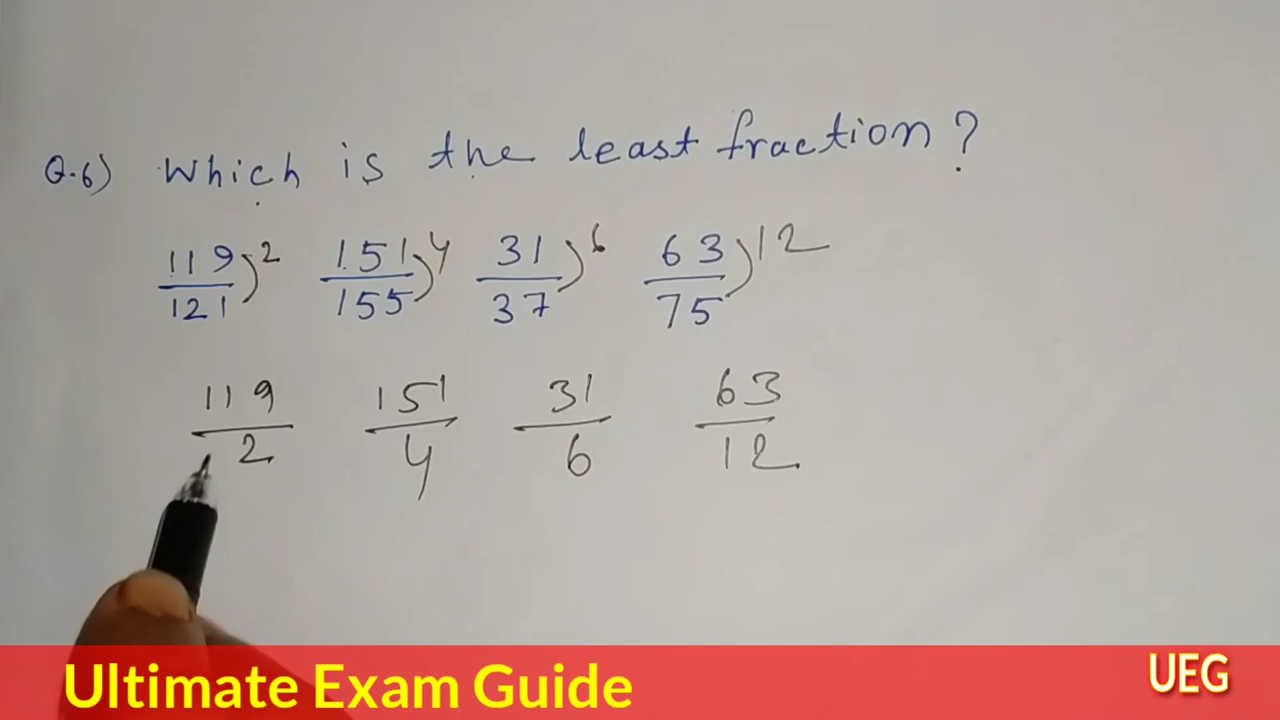 Q.6) Which is the least fraction?
119/121 ) 2 151/155 ) 4 31/37 ) 6 63/75 ) 12
119/2 151/4 31/6 63/12
Ultimate Exam Guide
UEG